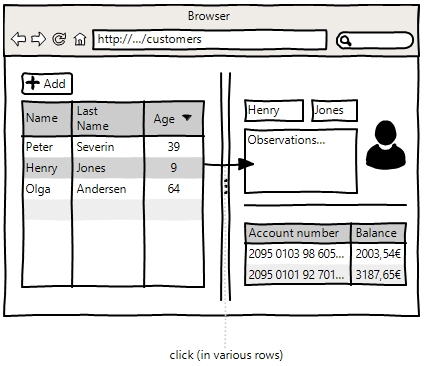 Browser
http://.../customers
Add
Name
Last
Name
Age
Peter Severin 39
Henry Jones 9
Olga Andersen 64
Henry Jones
Observations...
Account number Balance
2095 0103 98 605... 2003,54€
2095 0101 92 701... 3187,65€
click (in various rows)